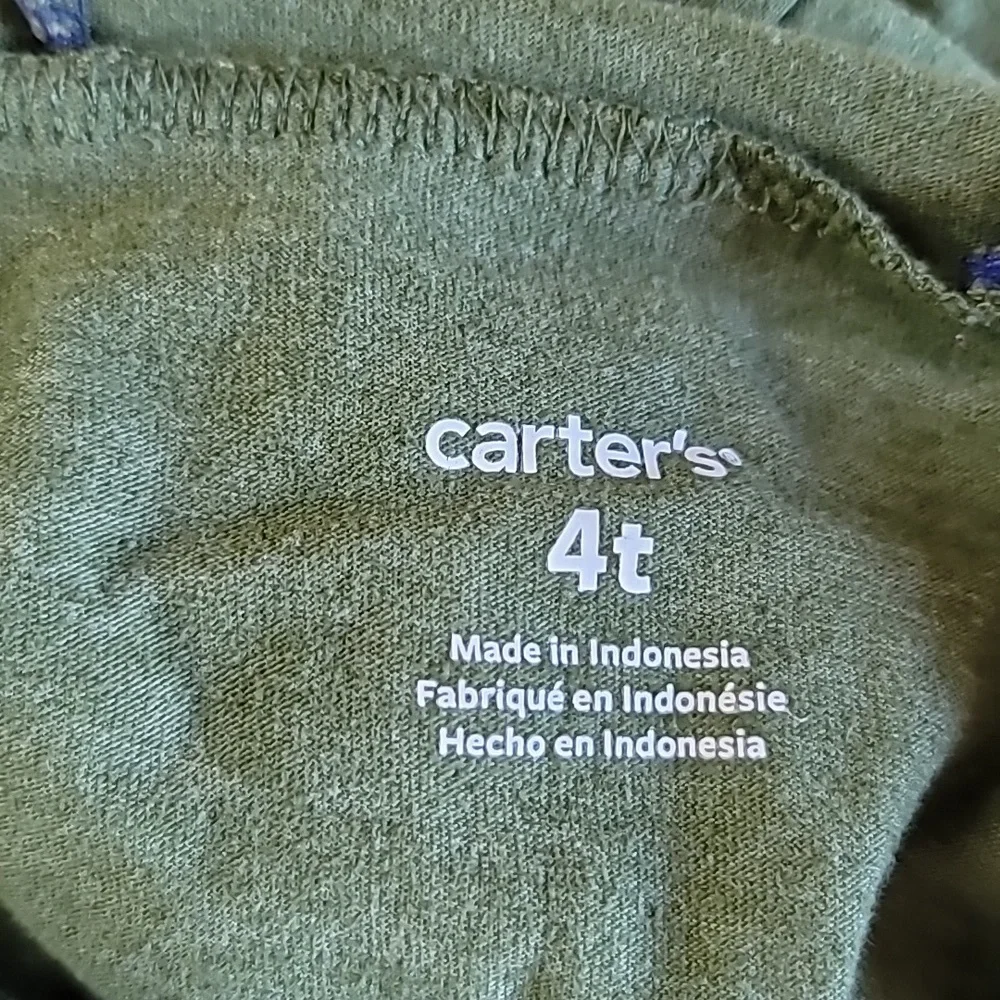 carter's®
4t
Made in Indonesia
Fabriqué en Indonésie
Hecho en Indonesia